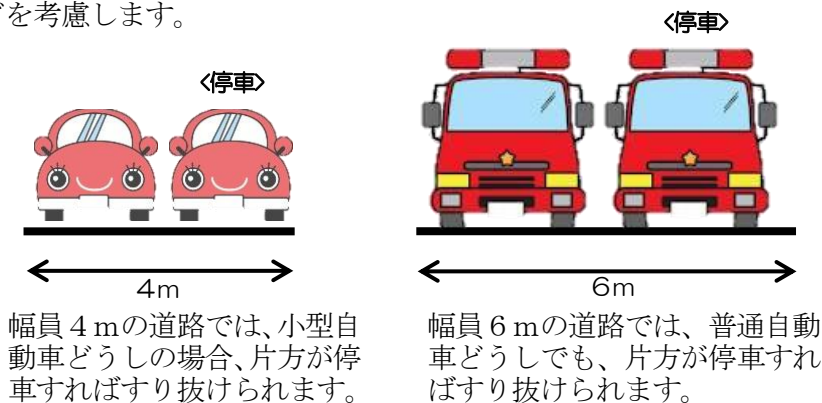 を考慮します。
〈停車〉
〈停車〉
4m
6m
幅員4mの道路では、小型自
動車どうしの場合、片方が停
車すればすり抜けられます。
幅員6mの道路では、普通自動
車どうしでも、片方が停車すれ
ばすり抜けられます。